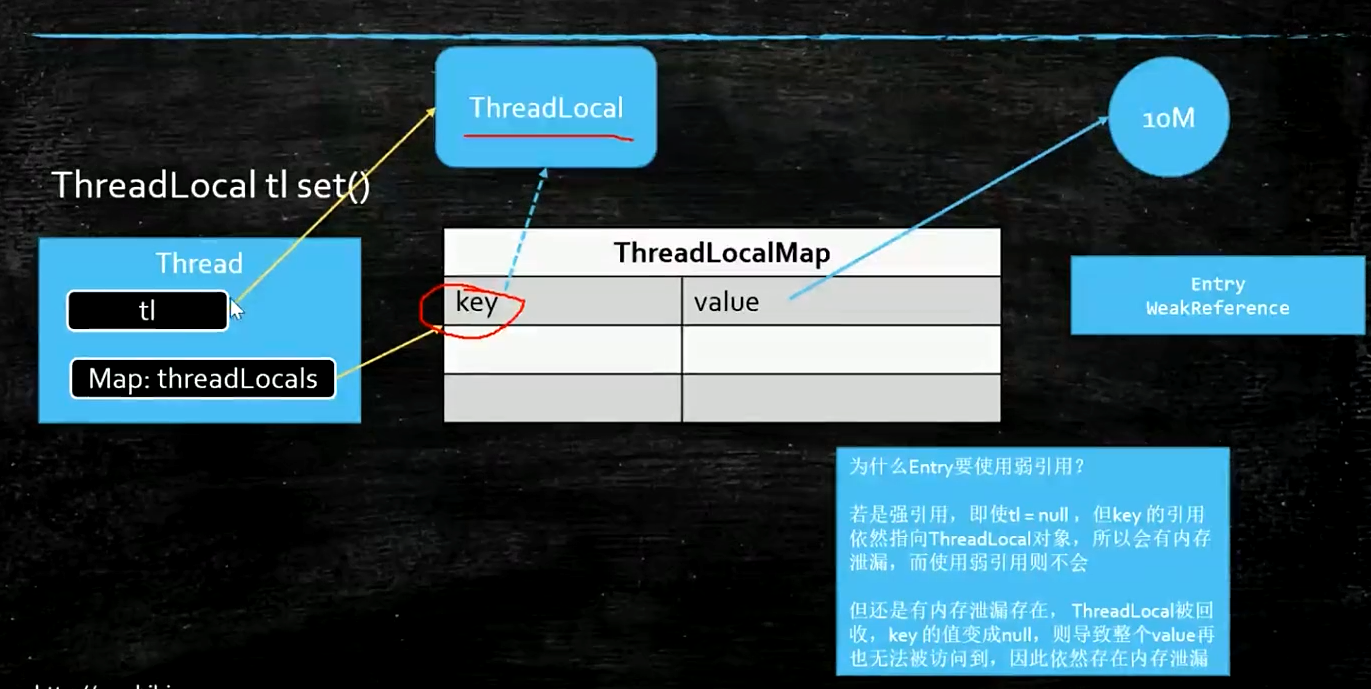 ThreadLocal
10M
ThreadLocal tl set()
Thread
tl
Map: threadLocals
ThreadLocalMap
key
value
Entry
WeakReference
为什么Entry要使用弱引用?
若是强引用，即使tl = null ，但key 的引用
依然指向ThreadLocal对象，所以会有内存
泄漏，而使用弱引用则不会
但还是有内存泄漏存在， ThreadLocal被回
收，key 的值变成null，则导致整个value再
也无法被访问到，因此依然存在内存泄漏